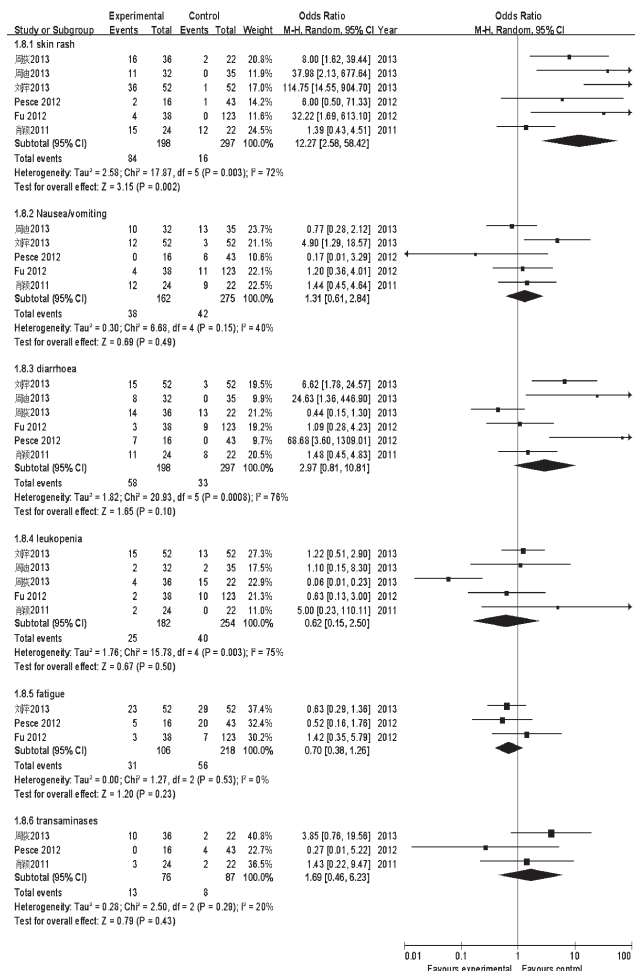 Experimental Control Odds Ratio Odds Ratio
Study or Subgroup Events Total Events Total Weight M-H. Random. 95% CI Year M-H. Random. 95% CI
1.8.1 skin rash
2013 16 36 2 22 20.8% 8.00 [1.62, 39.44] 2013
周迪2013 11 32 0 35 11.9% 37.98 [2.13, 677.64] 2013
2013 36 52 1 52 17.0% 114.75 [14.55, 904.70] 2013
Pesce 2012 2 16 1 43 14.2% 6.00 [0.50, 71.33] 2012
Fu 2012 4 38 0 123 11.6% 32.22 [1.69, 613.10] 2012
2011 15 24 12 22 24.5% 1.39 [0.43, 4.51] 2011
Subtotal (95% CI) 198 297 100.0% 12.27 [2.58, 58.42]
Total events 84 16
Heterogeneity: Tau² = 2.58; Chi² = 17.87, df = 5 (P = 0.003); I² = 72%
Test for overall effect: Z = 3.15 (P = 0.002)
1.8.2 Nausea/vomiting
周迪2013 10 32 13 35 23.7% 0.77 [0.28, 2.12] 2013
2013 12 52 3 52 21.1% 4.90 [1.29, 18.57] 2013
Pesce 2012 0 16 6 43 7.2% 0.17 [0.01, 3.29] 2012
Fu 2012 4 38 11 123 22.6% 1.20 [0.36, 4.01] 2012
2011 12 24 9 22 25.3% 1.44 [0.45, 4.64] 2011
Subtotal (95% CI) 162 275 100.0% 1.31 [0.61, 2.84]
Total events 38 42
Heterogeneity: Tau² = 0.30; Chi² = 6.68, df = 4 (P = 0.15); I² = 40%
Test for overall effect: Z = 0.69 (P = 0.49)
1.8.3 diarrhoea
2013 15 52 3 52 19.5% 6.62 [1.78, 24.57] 2013
周迪2013 8 32 0 35 9.9% 24.63 [1.36, 446.90] 2013
2013 14 36 13 22 21.2% 0.44 [0.15, 1.30] 2013
Fu 2012 3 38 9 123 19.2% 1.09 [0.28, 4.23] 2012
Pesce 2012 7 16 0 43 9.7% 68.68 [3.60, 1309.01] 2012
2011 11 24 8 22 20.5% 1.48 [0.45, 4.83] 2011
Subtotal (95% CI) 198 297 100.0% 2.97 [0.81, 10.81]
Total events 58 33
Heterogeneity: Tau² = 1.82; Chi² = 20.93, df = 5 (P = 0.0008); I² = 76%
Test for overall effect: Z = 1.65 (P = 0.10)
1.8.4 leukopenia
2013 15 52 13 52 27.3% 1.22 [0.51, 2.90] 2013
周迪2013 2 32 2 35 17.1% 1.10 [0.15, 8.30] 2013
2013 4 36 15 22 22.9% 0.06 [0.01, 0.23] 2013
Fu 2012 2 38 10 123 21.7% 0.63 [0.13, 3.00] 2012
2011 2 24 0 22 11.0% 5.00 [0.23, 110.11] 2011
Subtotal (95% CI) 182 254 100.0% 0.62 [0.15, 2.50]
Total events 25 40
Heterogeneity: Tau² = 1.76; Chi² = 15.78, df = 4 (P = 0.003); I² = 75%
Test for overall effect: Z = 0.67 (P = 0.50)
1.8.5 fatigue
2013 23 52 29 52 37.4% 0.63 [0.29, 1.36] 2013
Pesce 2012 5 16 20 43 32.4% 0.52 [0.16, 1.76] 2012
Fu 2012 3 38 7 123 30.2% 1.42 [0.35, 5.79] 2012
Subtotal (95% CI) 106 218 100.0% 0.70 [0.38, 1.26]
Total events 31 56
Heterogeneity: Tau² = 0.00; Chi² = 1.27, df = 2 (P = 0.53); I² = 0%
Test for overall effect: Z = 1.20 (P = 0.23)
1.8.6 transaminases
2013 10 36 2 22 40.8% 3.85 [0.76, 19.56] 2013
Pesce 2012 0 16 4 43 22.7% 0.27 [0.01, 5.22] 2012
2011 3 24 2 22 36.5% 1.43 [0.22, 9.47] 2011
Subtotal (95% CI) 76 87 100.0% 1.69 [0.46, 6.23]
Total events 13 8
Heterogeneity: Tau² = 0.28; Chi² = 2.50, df = 2 (P = 0.29); I² = 20%
Test for overall effect: Z = 0.79 (P = 0.43)
0.01 0.1 1 10 100
Favours experimental Favours control